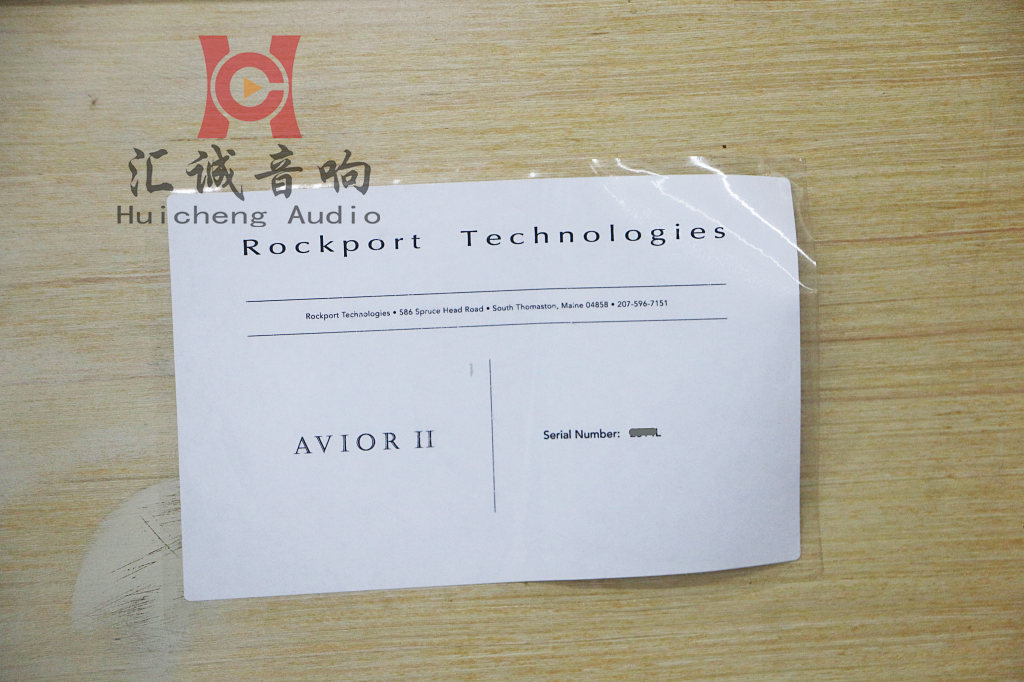 汇诚音响
Huicheng Audio
Rockport Technologies
Rockport Technologies • 586 Spruce Head Road • South Thomaston, Maine 04858 • 207-596-7151
AVIOR II
Serial Number: